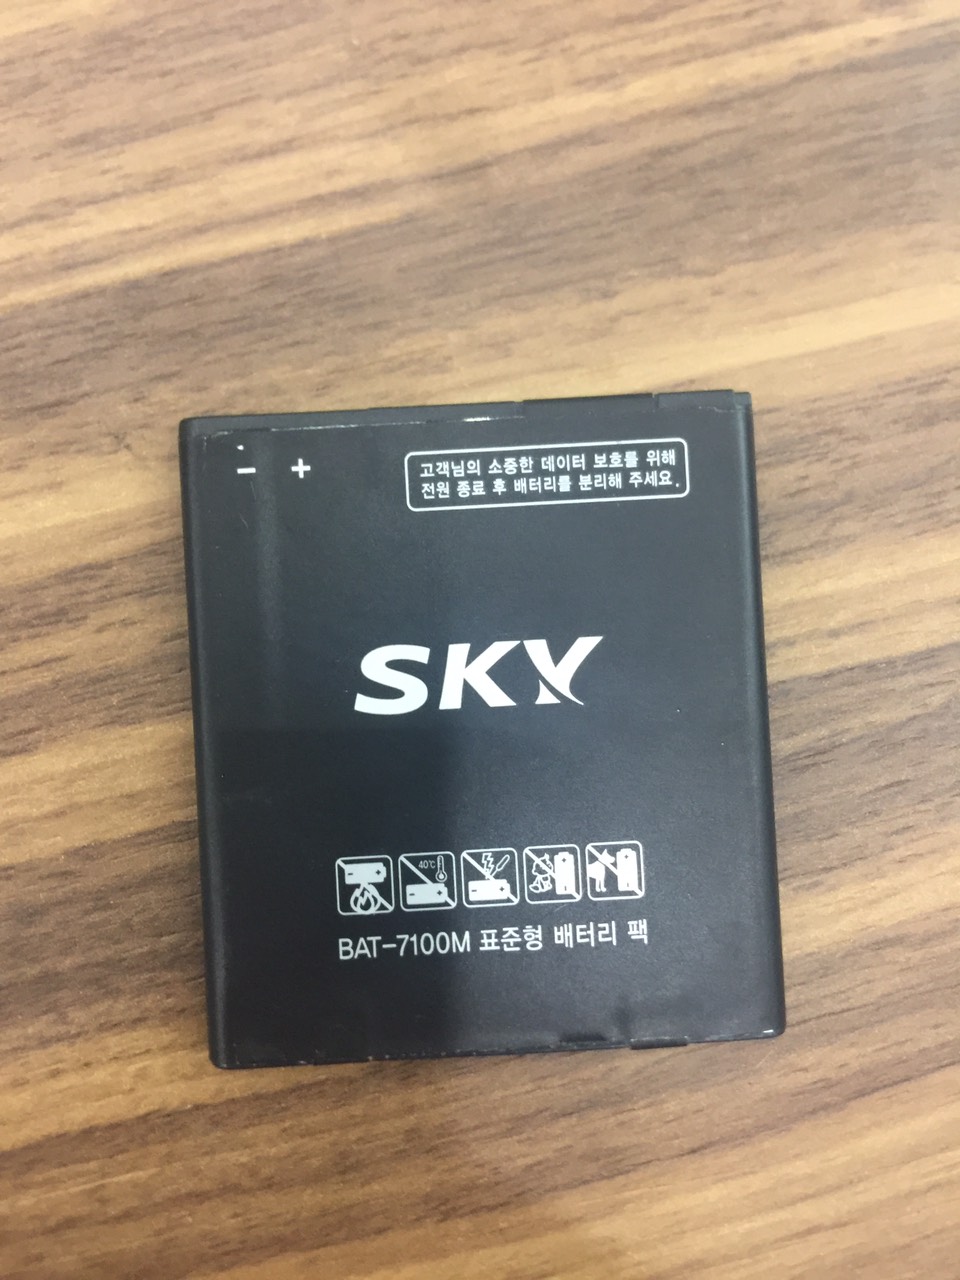 − +
고객님의 소중한 데이터 보호를 위해
전원 종료 후 배터리를 분리해 주세요.
SKY
40℃
BAT-7100M 표준형 배터리 팩